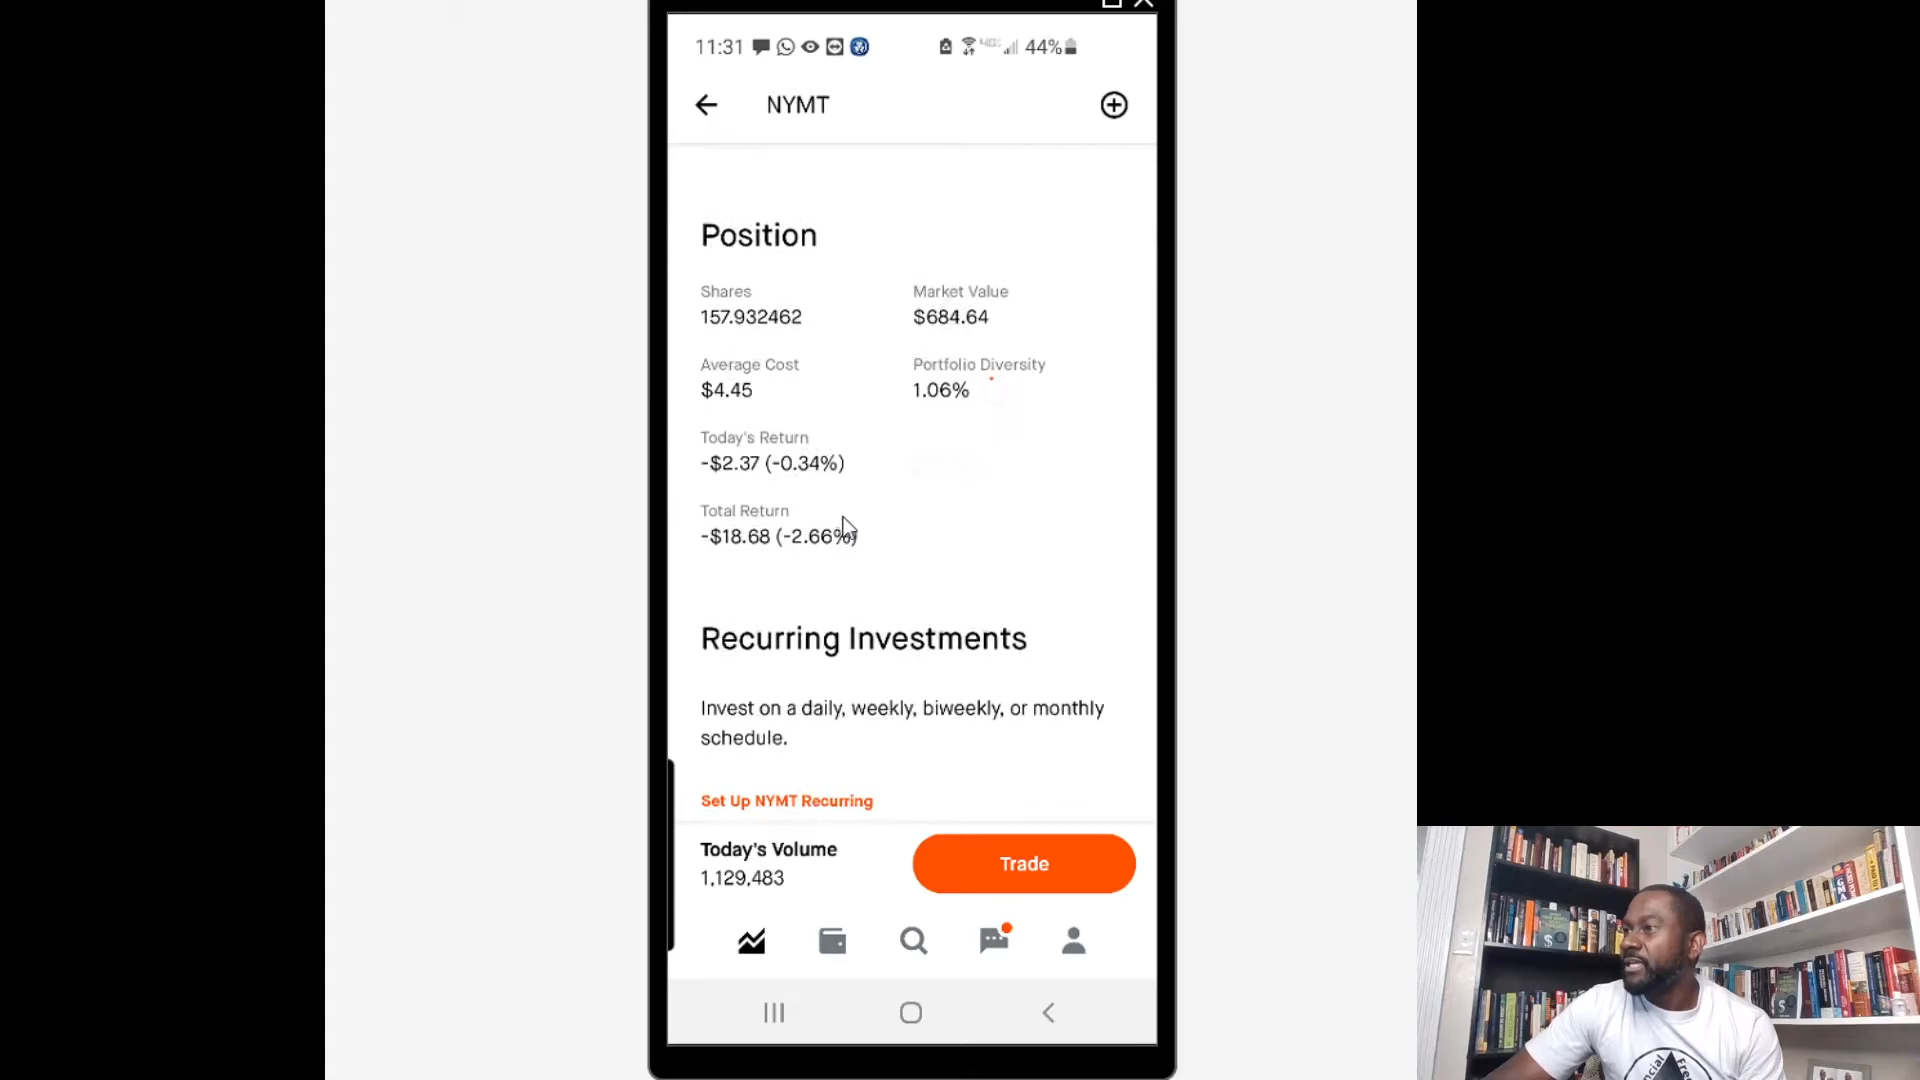 11:31 44%
NYMT
Position
Shares Market Value
157.932462 $684.64
Average Cost Portfolio Diversity
$4.45 1.06%
Today's Return
-$2.37 (-0.34%)
Total Return
-$18.68 (-2.66%)
Recurring Investments
Invest on a daily, weekly, biweekly, or monthly
schedule.
Set Up NYMT Recurring
Today's Volume
1,129,483
Trade